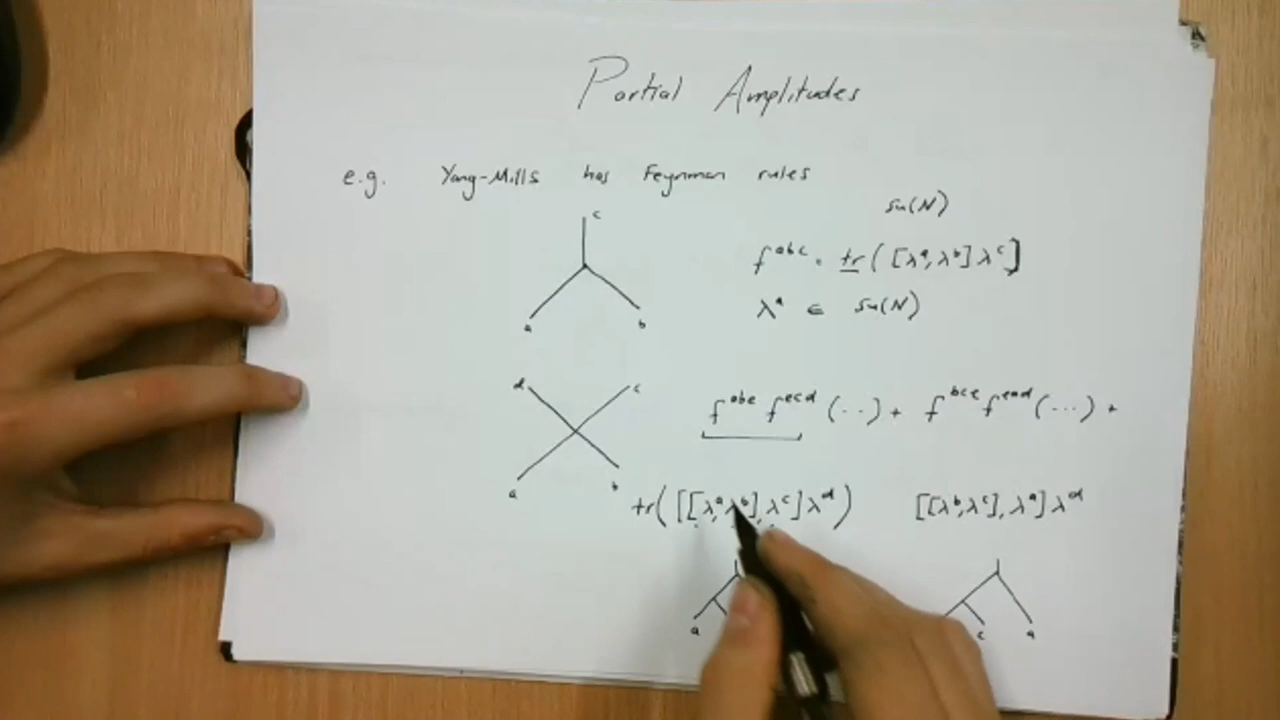 Partial Amplitudes
e.g. Yang-Mills has Feynman rules
su(N)
c
f^{abc} = tr([λ^a, λ^b] λ^c]
a b
λ^a ∈ su(N)
d c
f^{abe} f^{ecd} (...) + f^{bce} f^{ead} (...) +
a b
tr([[λ^a, λ^b], λ^c] λ^d) [[λ^b, λ^c], λ^a] λ^d
a c a